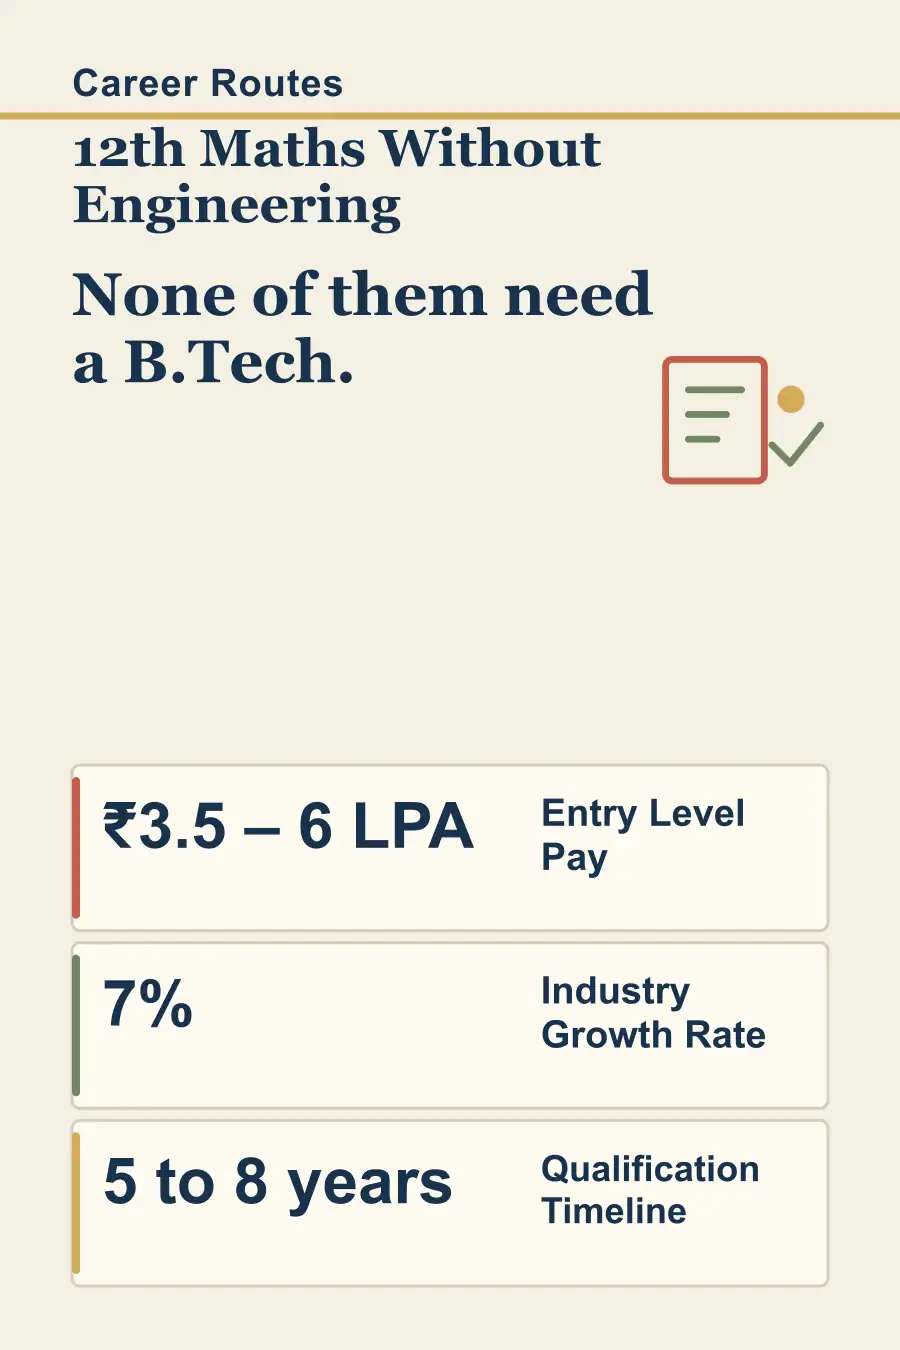 Career Routes
12th Maths Without
Engineering
None of them need
a B.Tech.
₹3.5 – 6 LPA
Entry Level
Pay
7%
Industry
Growth Rate
5 to 8 years
Qualification
Timeline